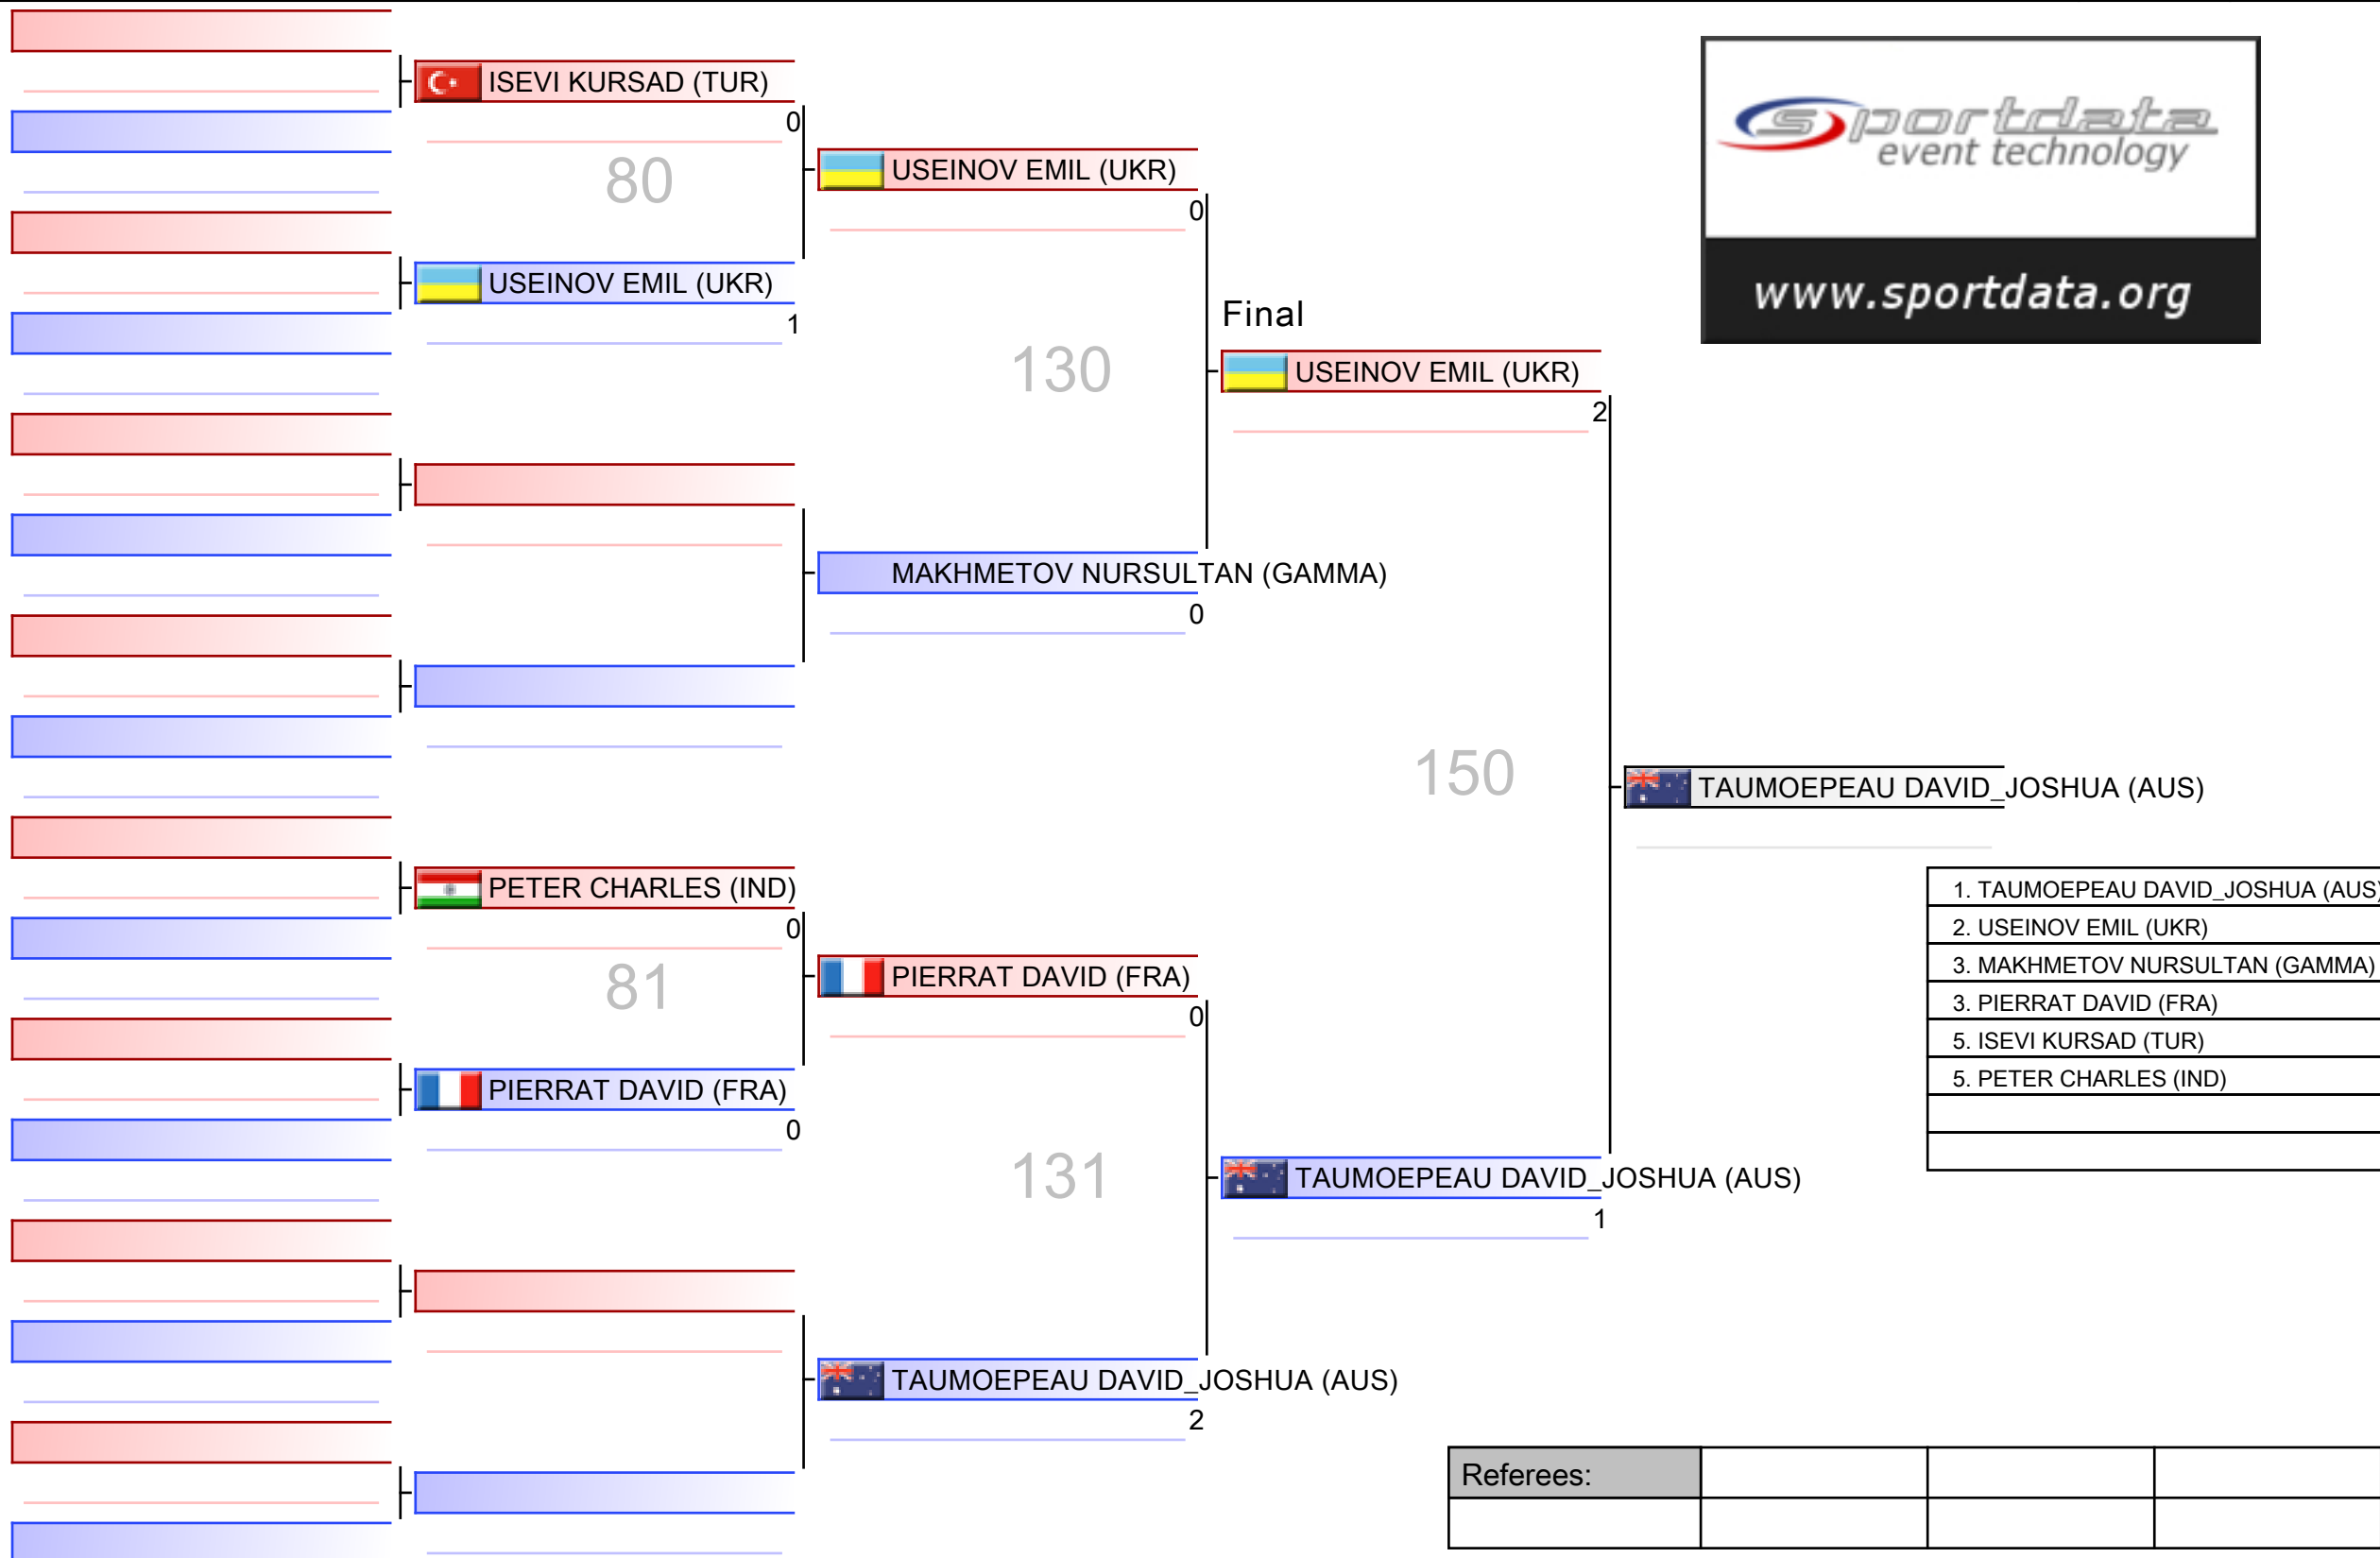 ISEVI KURSAD (TUR)
0
80
USEINOV EMIL (UKR)
0
USEINOV EMIL (UKR)
1
130
Final
USEINOV EMIL (UKR)
2
MAKHMETOV NURSULTAN (GAMMA)
0
150
TAUMOEPEAU DAVID_JOSHUA (AUS)
PETER CHARLES (IND)
0
81
PIERRAT DAVID (FRA)
0
PIERRAT DAVID (FRA)
0
131
TAUMOEPEAU DAVID_JOSHUA (AUS)
1
TAUMOEPEAU DAVID_JOSHUA (AUS)
2
sportdata
event technology
www.sportdata.org
1. TAUMOEPEAU DAVID_JOSHUA (AUS)
2. USEINOV EMIL (UKR)
3. MAKHMETOV NURSULTAN (GAMMA)
3. PIERRAT DAVID (FRA)
5. ISEVI KURSAD (TUR)
5. PETER CHARLES (IND)
Referees: